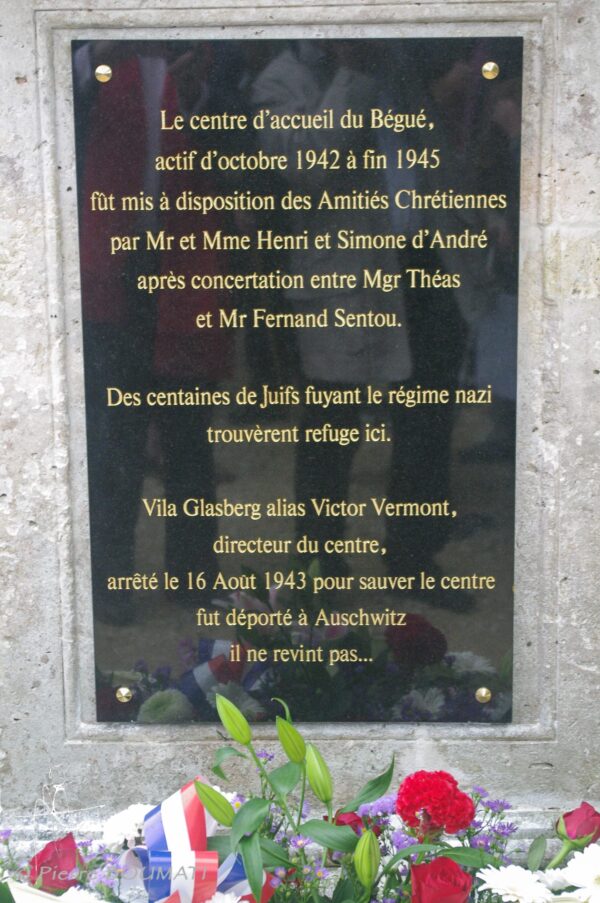 Le centre d'accueil du Bégué,
actif d'octobre 1942 à fin 1945
fût mis à disposition des Amitiés Chrétiennes
par Mr et Mme Henri et Simone d'André
après concertation entre Mgr Théas
et Mr Fernand Sentou.
Des centaines de Juifs fuyant le régime nazi
trouvèrent refuge ici.
Vila Glasberg alias Victor Vermont,
directeur du centre,
arrêté le 16 Août 1943 pour sauver le centre
fut déporté à Auschwitz
il ne revint pas...
© Pierre